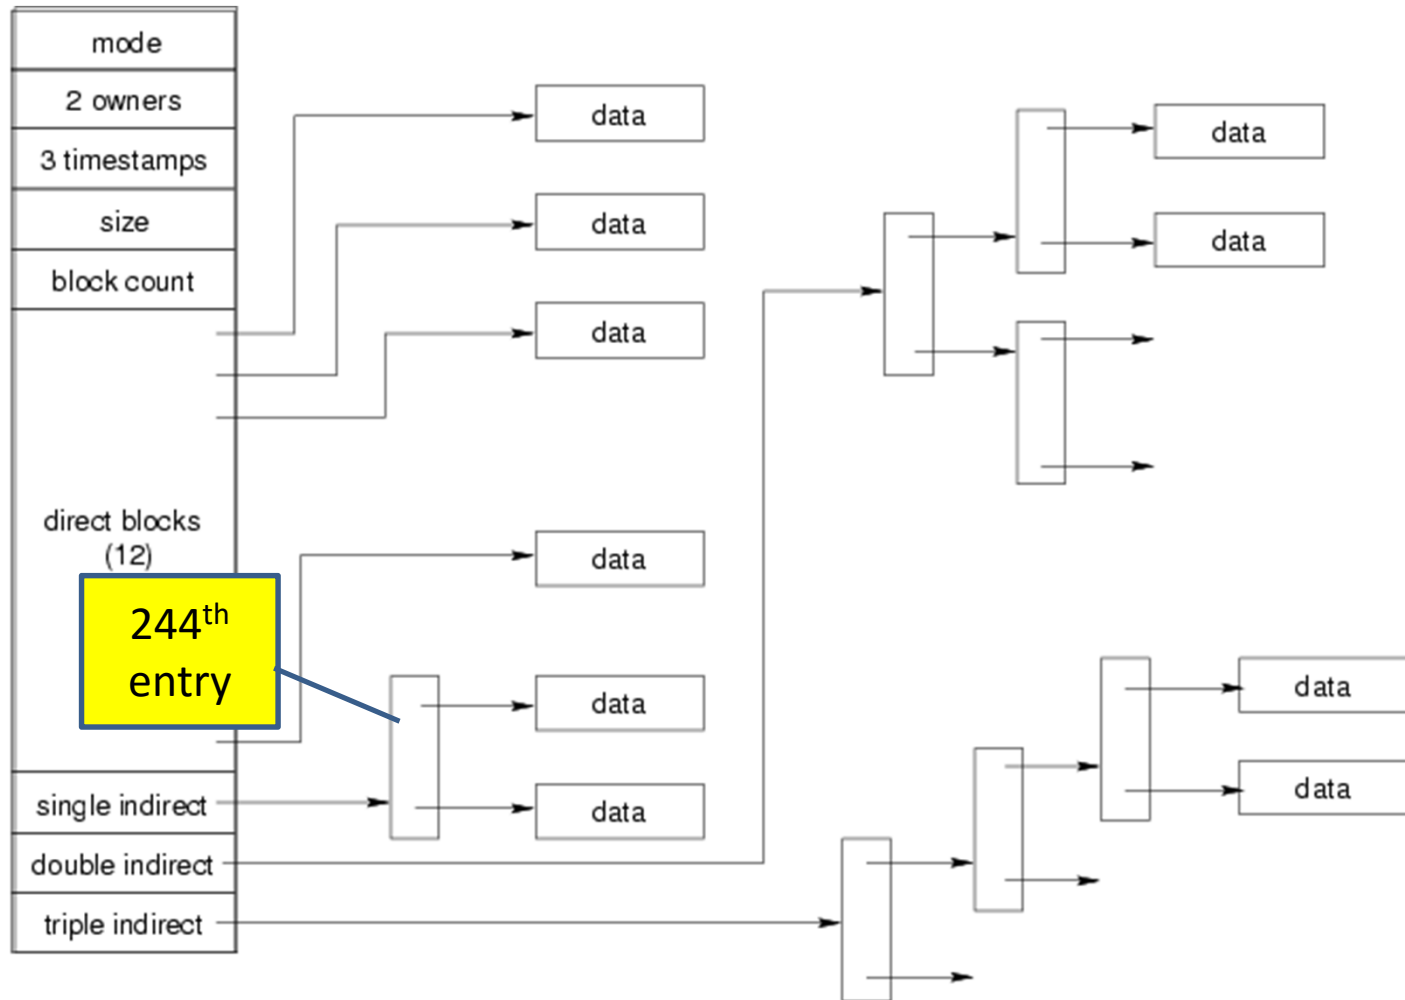 mode
2 owners
3 timestamps
size
block count
direct blocks
(12)
244th
entry
single indirect
double indirect
triple indirect
data
data
data
data
data
data
data
data
data
data